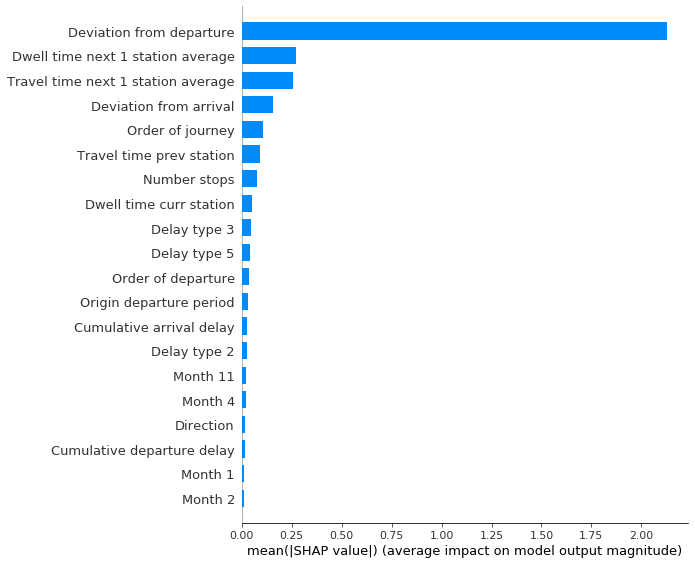 Deviation from departure
Dwell time next 1 station average
Travel time next 1 station average
Deviation from arrival
Order of journey
Travel time prev station
Number stops
Dwell time curr station
Delay type 3
Delay type 5
Order of departure
Origin departure period
Cumulative arrival delay
Delay type 2
Month 11
Month 4
Direction
Cumulative departure delay
Month 1
Month 2
0.00 0.25 0.50 0.75 1.00 1.25 1.50 1.75 2.00
mean(|SHAP value|) (average impact on model output magnitude)